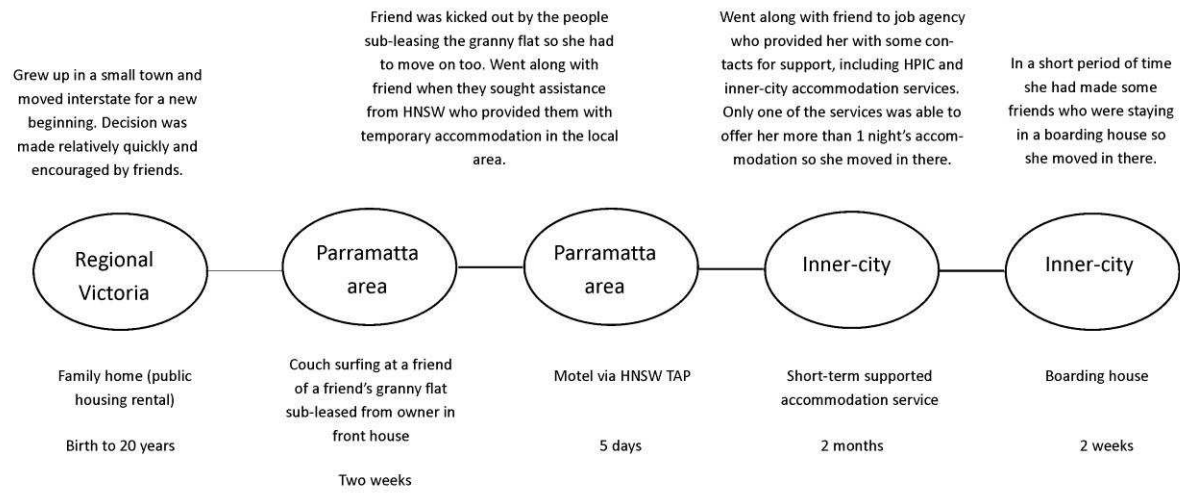 Grew up in a small town and
moved interstate for a new
beginning. Decision was
made relatively quickly and
encouraged by friends.
Friend was kicked out by the people
sub-leasing the granny flat so she had
to move on too. Went along with
friend when they sought assistance
from HNSW who provided them with
temporary accommodation in the local
area.
Went along with friend to job agency
who provided her with some con-
tacts for support, including HPIC and
inner-city accommodation services.
Only one of the services was able to
offer her more than 1 night's accom-
modation so she moved in there.
In a short period of time
she had made some
friends who were staying
in a boarding house so
she moved in there.
Regional
Victoria
Parramatta
area
Parramatta
area
Inner-city
Inner-city
Family home (public
housing rental)
Birth to 20 years
Couch surfing at a friend
of a friend's granny flat
sub-leased from owner in
front house
Two weeks
Motel via HNSW TAP
5 days
Short-term supported
accommodation service
2 months
Boarding house
2 weeks